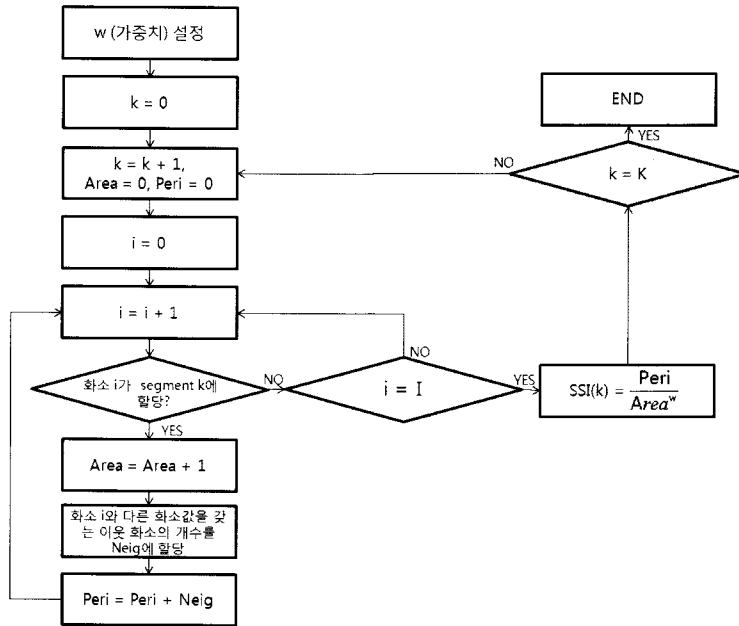 w (가중치) 설정
k = 0
k = k + 1,
Area = 0, Peri = 0
i = 0
i = i + 1
화소 i가 segment k에
할당?
YES
NO
Area = Area + 1
화소 i와 다른 화소값을 갖
는 이웃 화소의 개수를
Neig에 할당
Peri = Peri + Neig
i = I
NO
YES
SSI(k) = Peri / Area^w
k = K
NO
YES
END